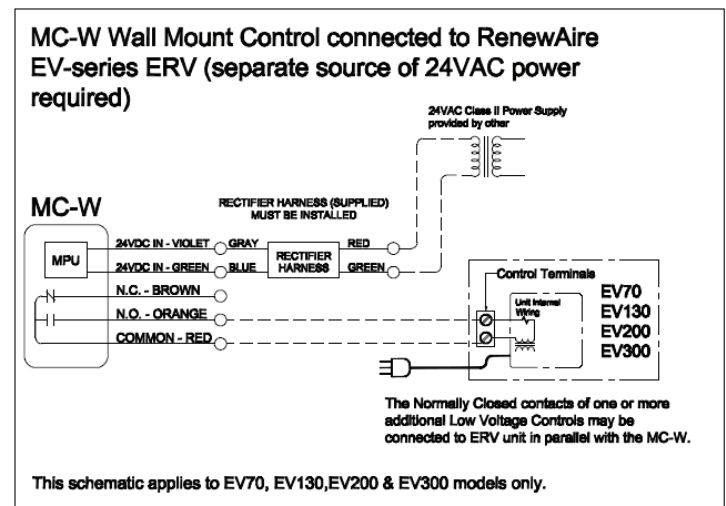 MC-W Wall Mount Control connected to RenewAire
EV-series ERV (separate source of 24VAC power
required)
24VAC Class II Power Supply
provided by other
MC-W
RECTIFIER HARNESS (SUPPLIED)
MUST BE INSTALLED
MPU
24VDC IN - VIOLET
GRAY
RECTIFIER
HARNESS
RED
24VDC IN - GREEN
BLUE
GREEN
N.C. - BROWN
N.O. - ORANGE
COMMON - RED
Control Terminals
Unit Internal
Wiring
EV70
EV130
EV200
EV300
The Normally Closed contacts of one or more
additional Low Voltage Controls may be
connected to ERV unit in parallel with the MC-W.
This schematic applies to EV70, EV130,EV200 & EV300 models only.